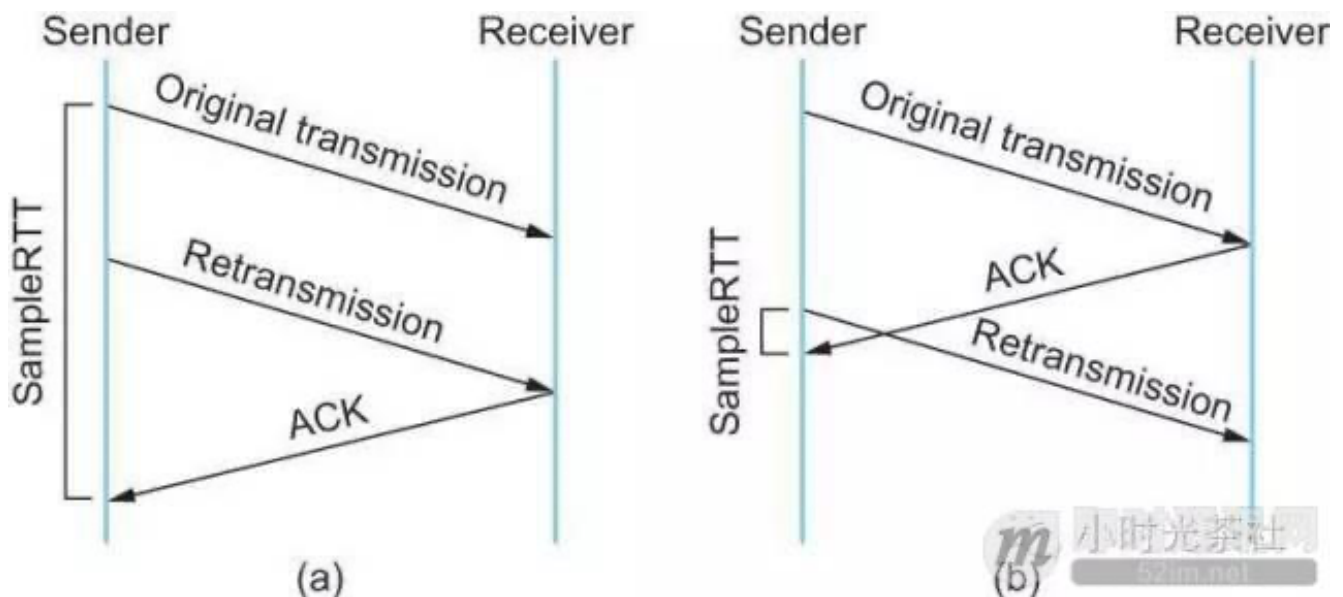 Sender
Receiver
Original transmission
Retransmission
ACK
SampleRTT
(a)
Sender
Receiver
Original transmission
ACK
Retransmission
SampleRTT
(b)
m
小时光茶社
网
52im.net